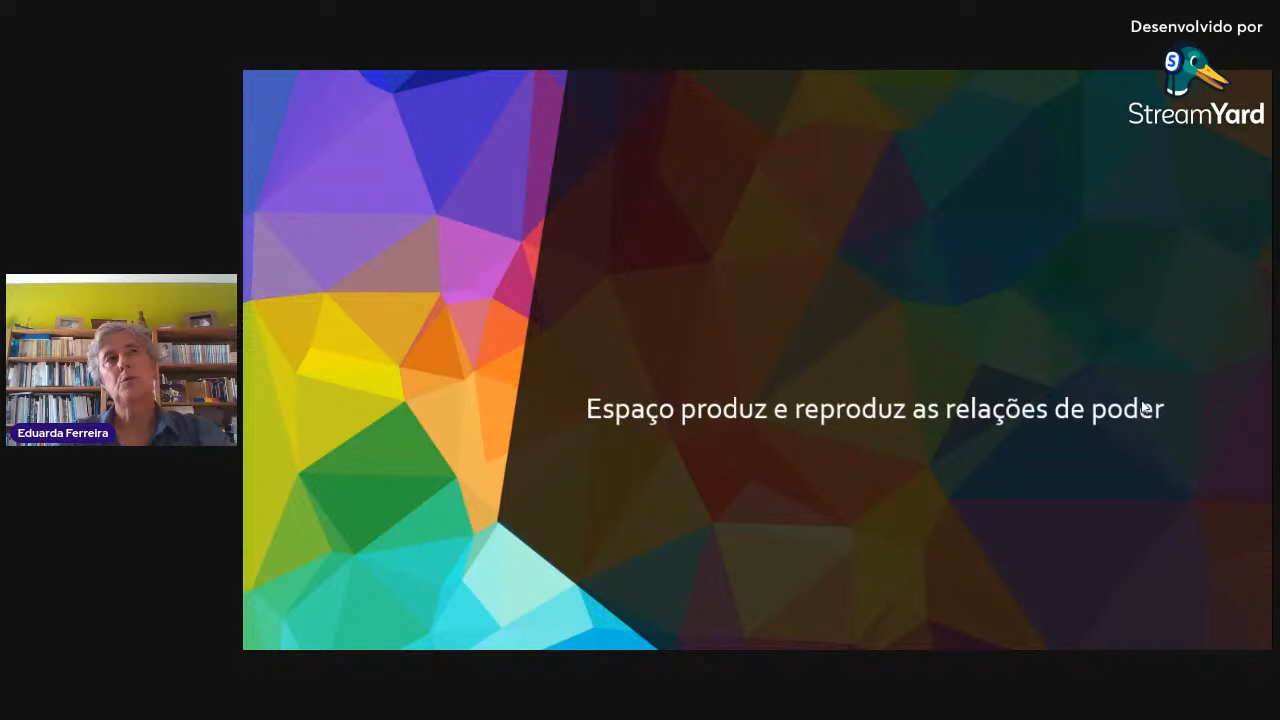 Desenvolvido por
StreamYard
Espaço produz e reproduz as relações de poder
Eduarda Ferreira